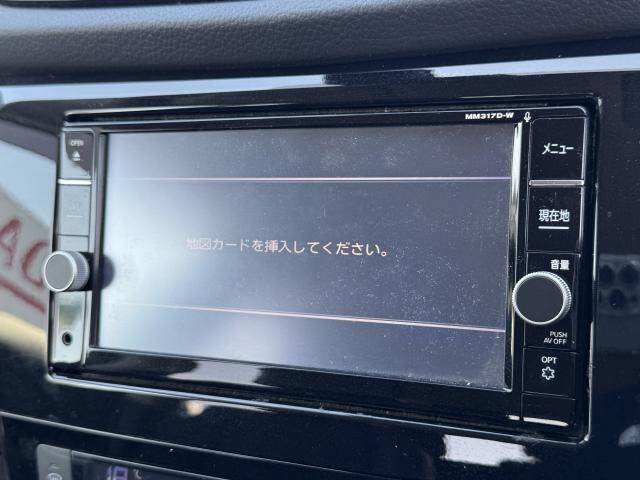 MM317D-W
OPEN
メニュー
現在地
地図カードを挿入してください。
音量
PUSH
AV OFF
OPT
18℃